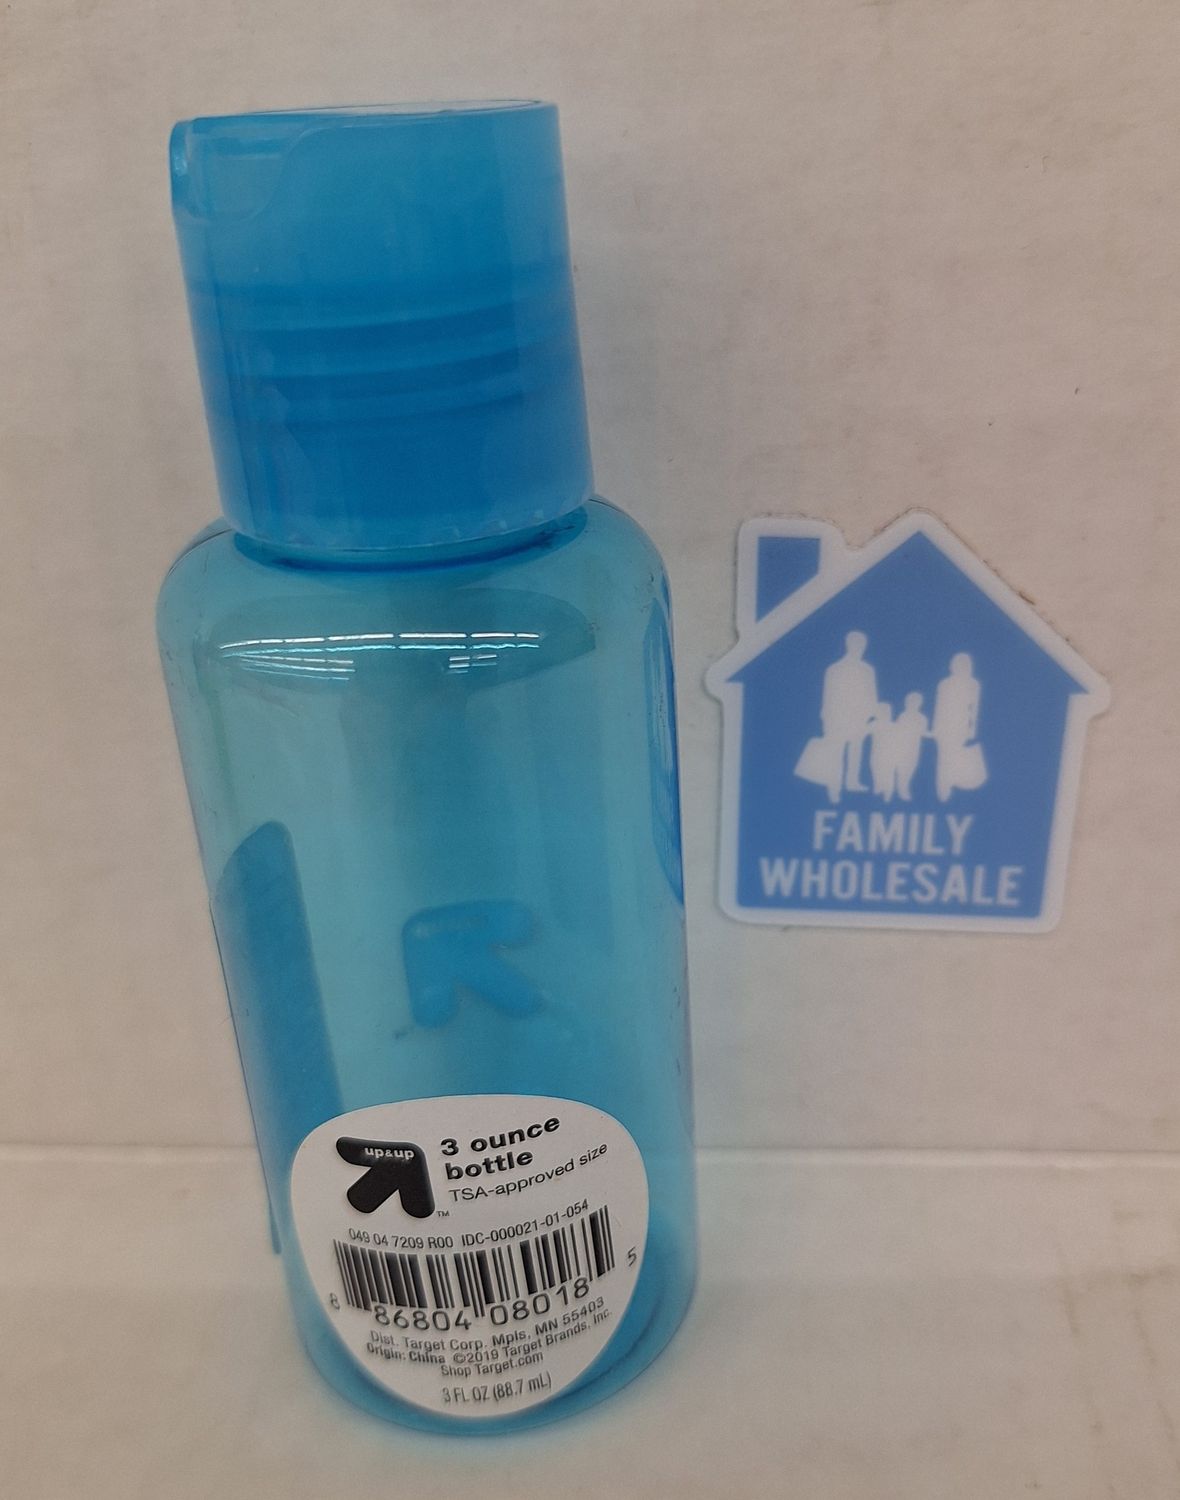 up&up
3 ounce
bottle
TSA-approved size
TM
049 04 7209 R00 IDC-000021-01-054
8 86804 08018 5
Dist. Target Corp. Mpls, MN 55403
Origin: China ©2019 Target Brands, Inc.
Shop Target.com
3 FL OZ (88.7 mL)
FAMILY
WHOLESALE